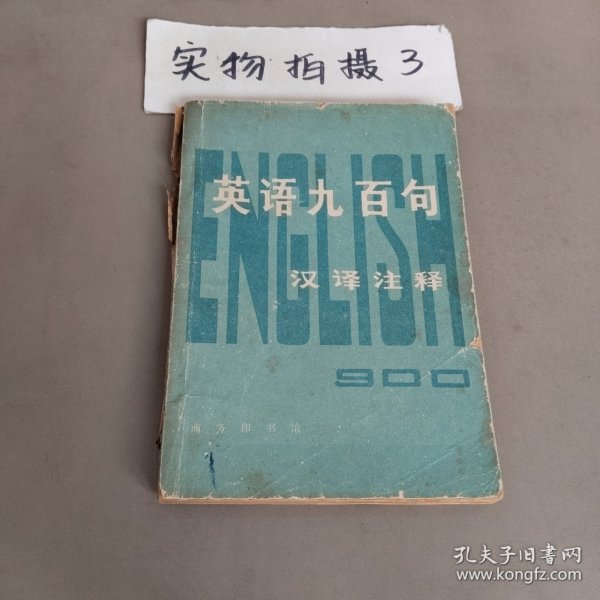 实物拍摄3
ENGLISH
英语九百句
汉译注释
900
商务印书馆
1
孔夫子旧书网
www.kongfz.com